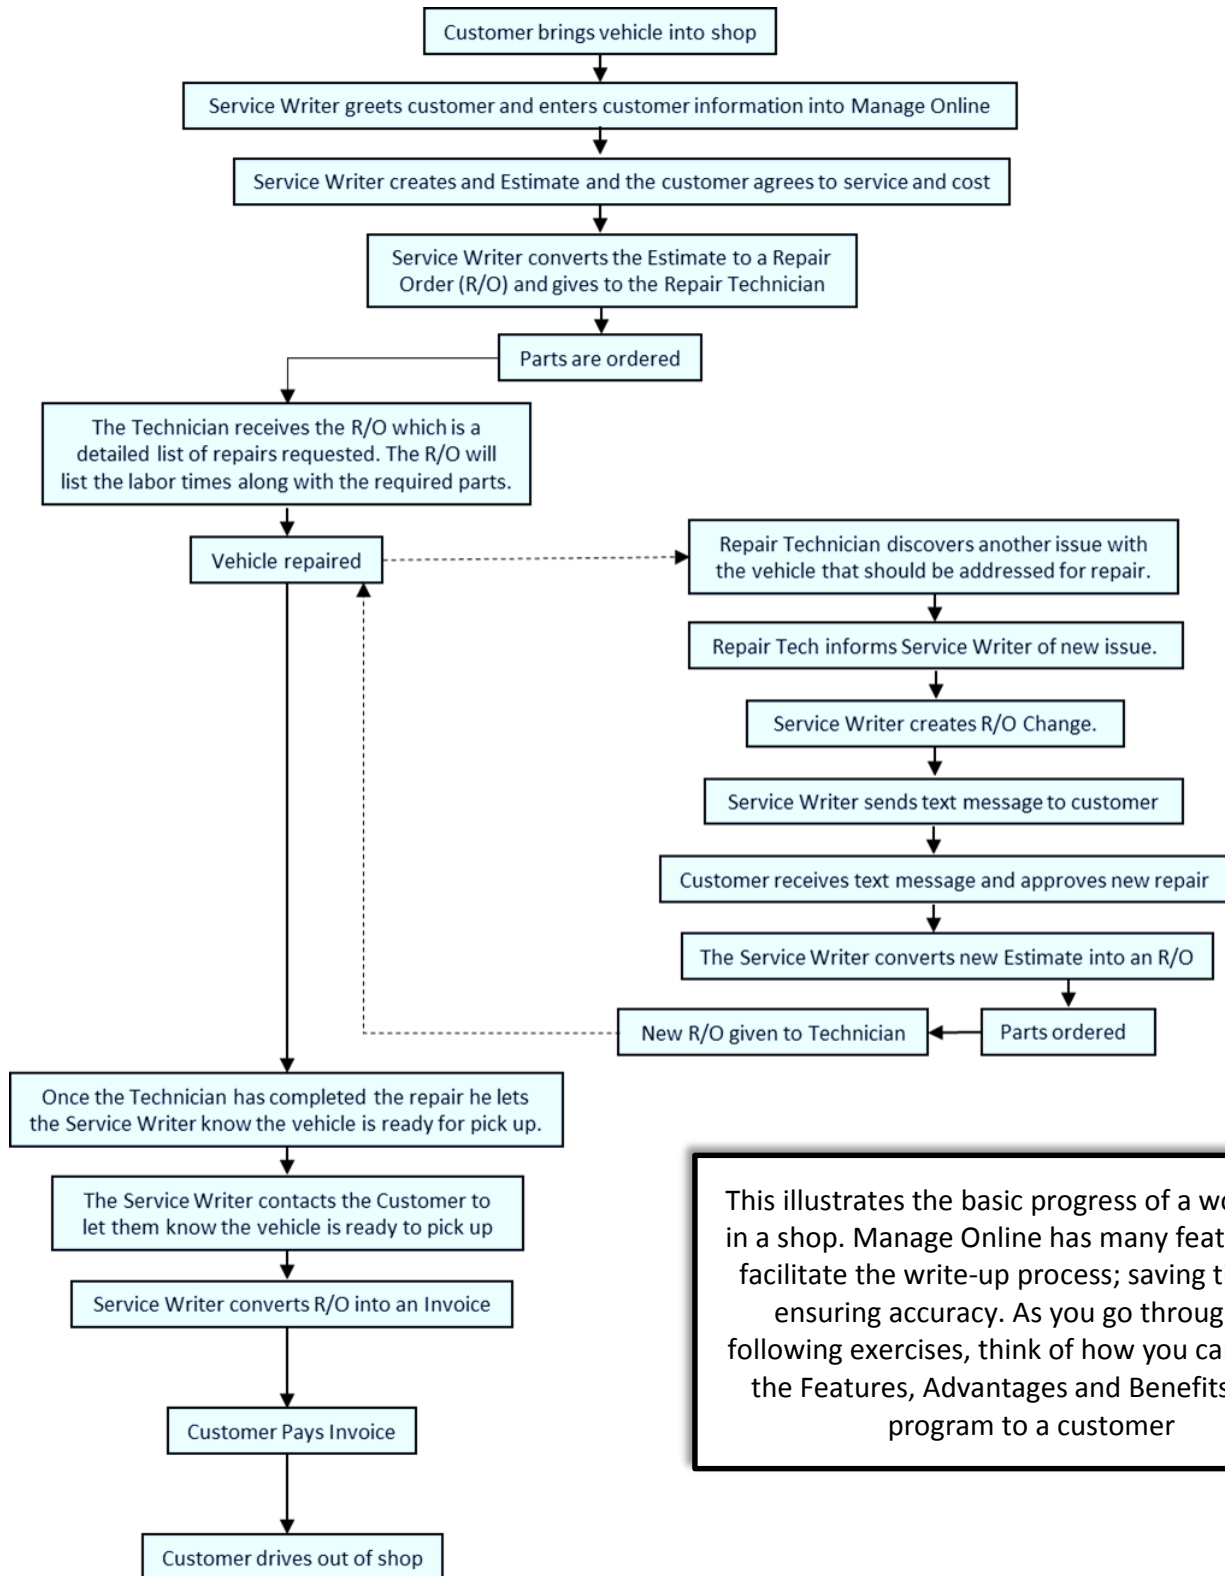 Customer brings vehicle into shop
Service Writer greets customer and enters customer information into Manage Online
Service Writer creates and Estimate and the customer agrees to service and cost
Service Writer converts the Estimate to a Repair
Order (R/O) and gives to the Repair Technician
Parts are ordered
The Technician receives the R/O which is a
detailed list of repairs requested. The R/O will
list the labor times along with the required parts.
Vehicle repaired
Repair Technician discovers another issue with
the vehicle that should be addressed for repair.
Repair Tech informs Service Writer of new issue.
Service Writer creates R/O Change.
Service Writer sends text message to customer
Customer receives text message and approves new repair
The Service Writer converts new Estimate into an R/O
Parts ordered
New R/O given to Technician
Once the Technician has completed the repair he lets
the Service Writer know the vehicle is ready for pick up.
The Service Writer contacts the Customer to
let them know the vehicle is ready to pick up
Service Writer converts R/O into an Invoice
Customer Pays Invoice
Customer drives out of shop
This illustrates the basic progress of a
in a shop. Manage Online has many
facilitate the write-up process; saving
ensuring accuracy. As you go
following exercises, think of how you
the Features, Advantages and Benefits
program to a customer